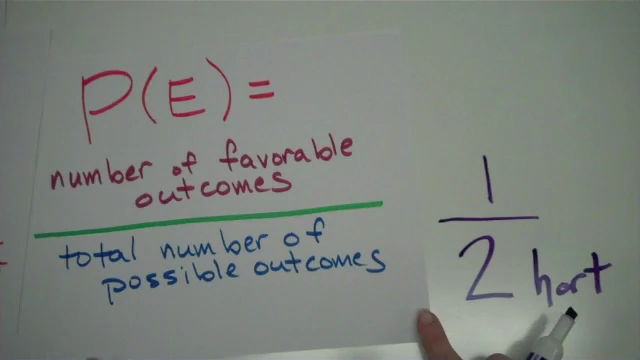 P(E) =
number of favorable
outcomes
total number of
possible outcomes
1
2 hort